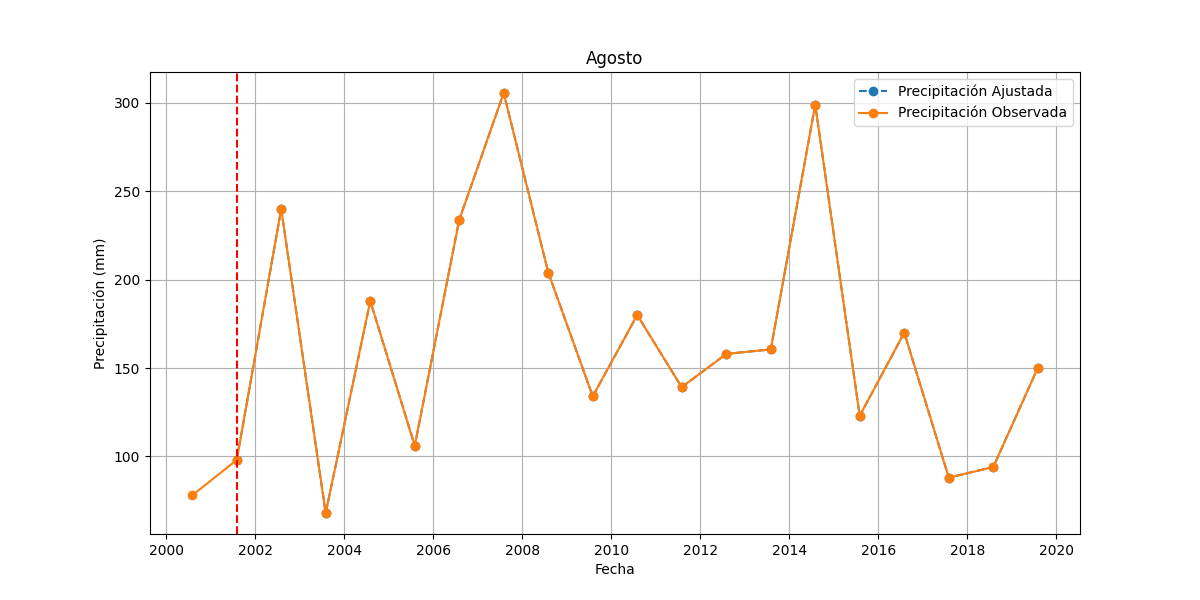 Agosto
Precipitación Ajustada
Precipitación Observada
300
250
200
150
100
Precipitación (mm)
2000 2002 2004 2006 2008 2010 2012 2014 2016 2018 2020
Fecha